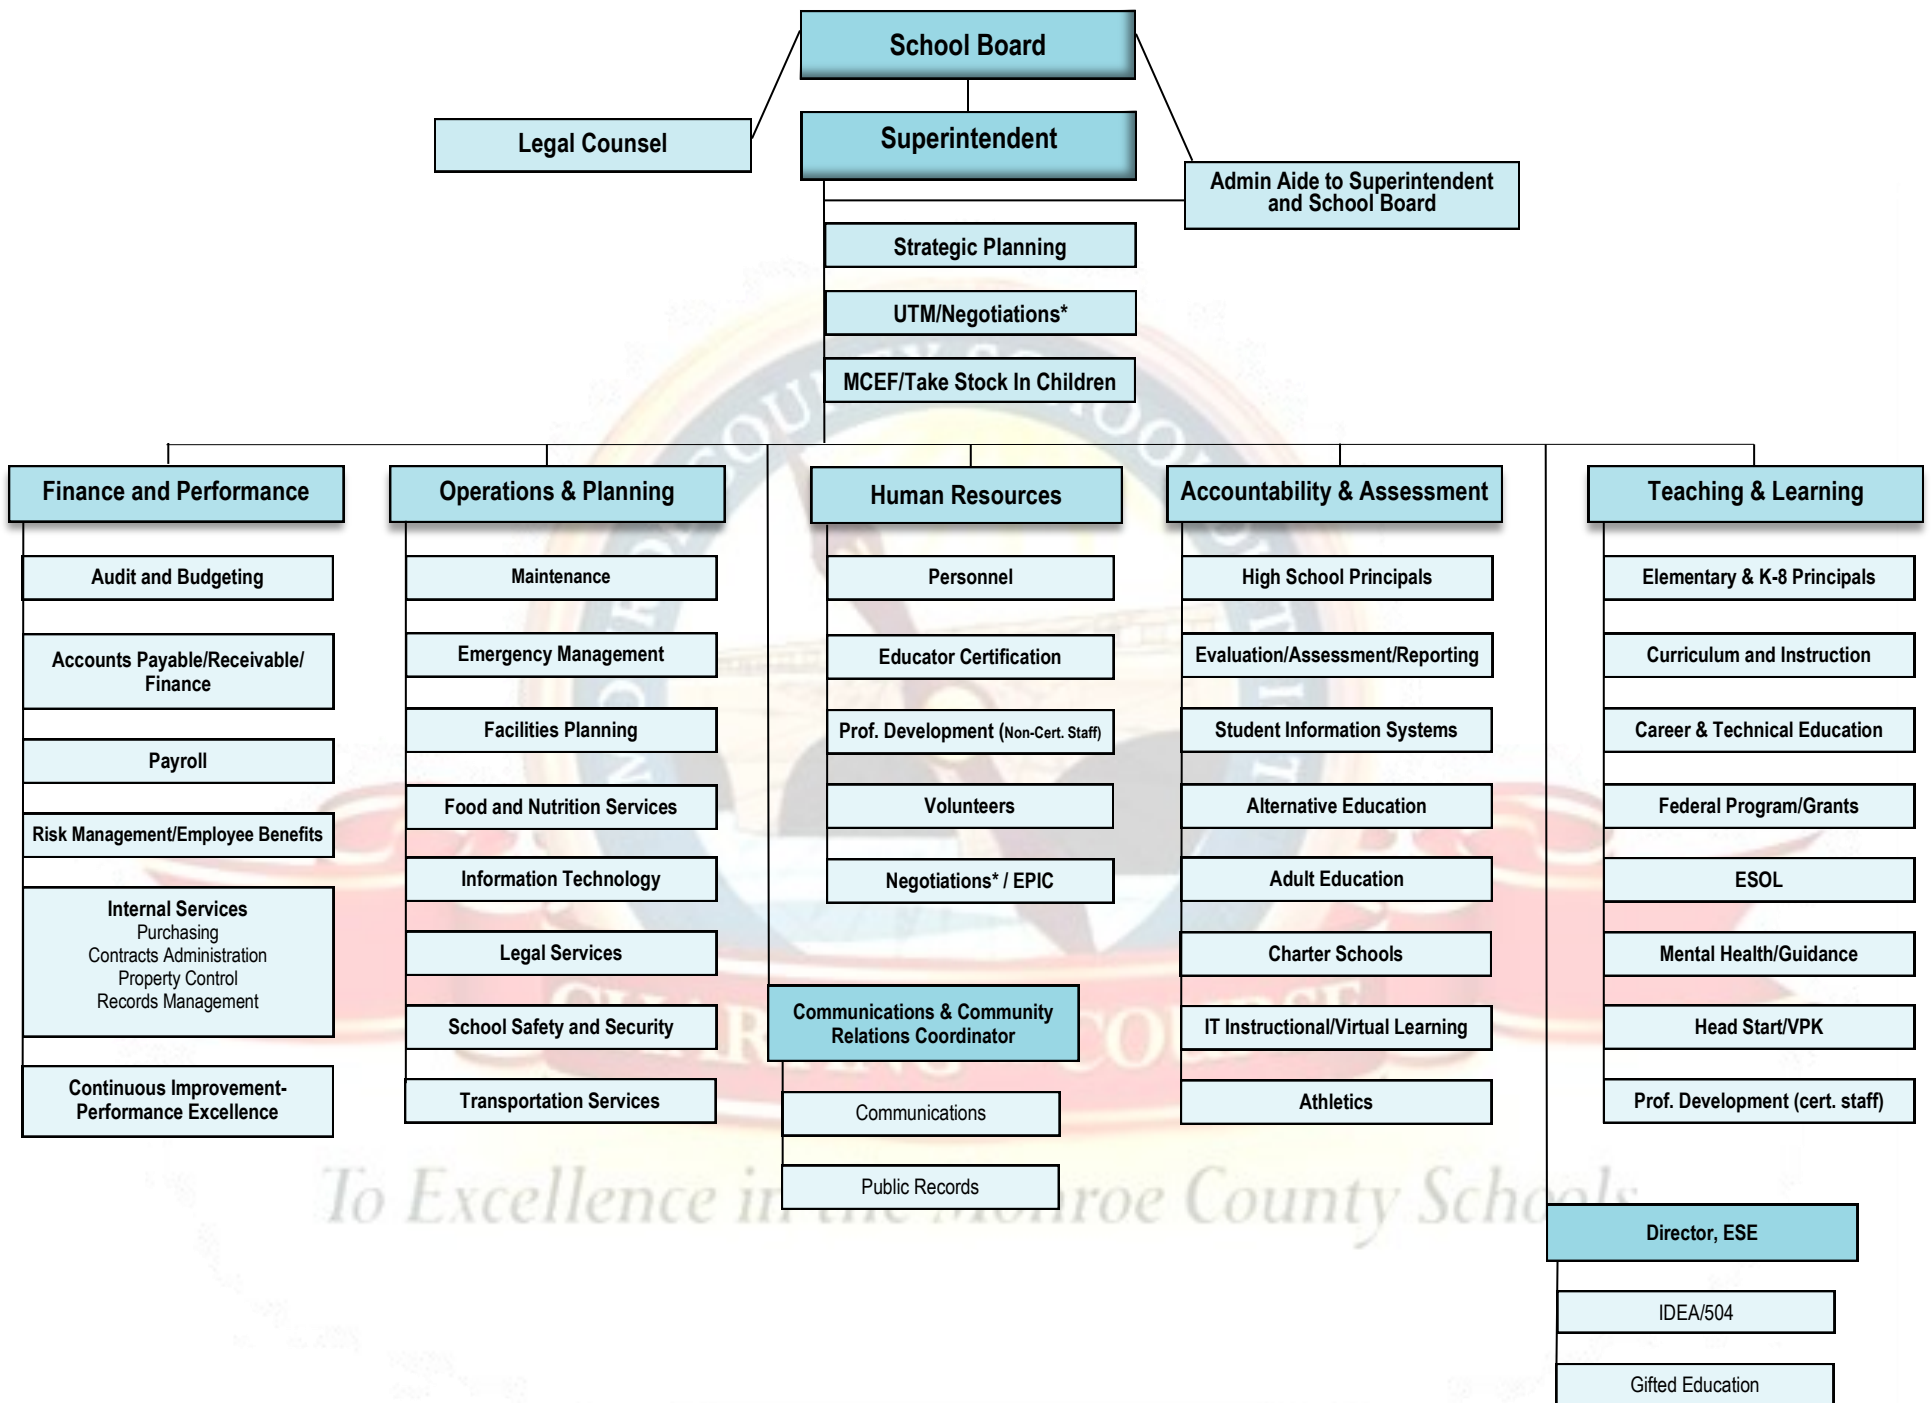 School Board
Superintendent
Legal Counsel
Admin Aide to Superintendent
and School Board
Strategic Planning
UTM/Negotiations*
MCEF/Take Stock In Children
Finance and Performance
Audit and Budgeting
Accounts Payable/Receivable/
Finance
Payroll
Risk Management/Employee Benefits
Internal Services
Purchasing
Contracts Administration
Property Control
Records Management
Continuous Improvement-
Performance Excellence
Operations & Planning
Maintenance
Emergency Management
Facilities Planning
Food and Nutrition Services
Information Technology
Legal Services
School Safety and Security
Transportation Services
Human Resources
Personnel
Educator Certification
Prof. Development (Non-Cert. Staff)
Volunteers
Negotiations* / EPIC
Communications & Community
Relations Coordinator
Communications
Public Records
Accountability & Assessment
High School Principals
Evaluation/Assessment/Reporting
Student Information Systems
Alternative Education
Adult Education
Charter Schools
IT Instructional/Virtual Learning
Athletics
Teaching & Learning
Elementary & K-8 Principals
Curriculum and Instruction
Career & Technical Education
Federal Program/Grants
ESOL
Mental Health/Guidance
Head Start/VPK
Prof. Development (cert. staff)
Director, ESE
IDEA/504
Gifted Education
To Excellence in the Monroe County Schools